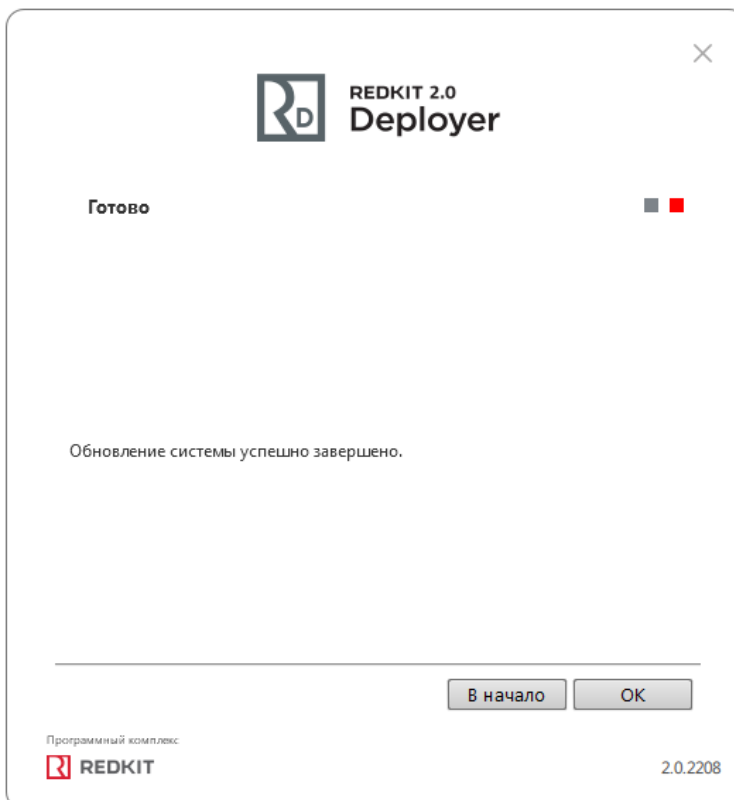 REDKIT 2.0
Deployer
Готово
Обновление системы успешно завершено.
В начало
OK
Программный комплекс
REDKIT
2.0.2208